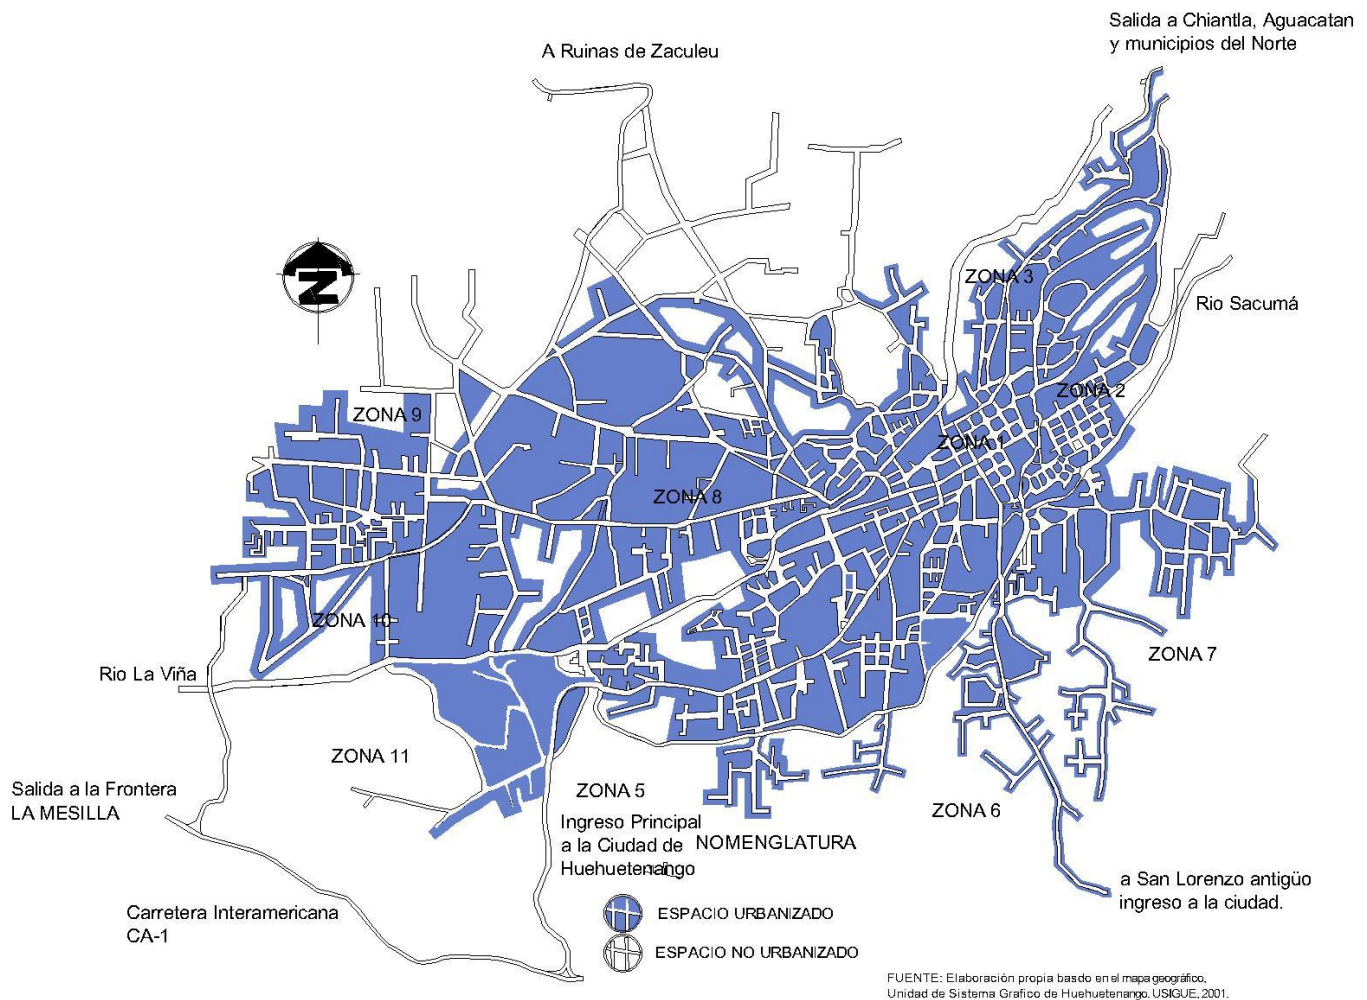 Salida a Chiantla, Aguacatan
y municipios del Norte
A Ruinas de Zaculeu
N
ZONA 3
Rio Sacumá
ZONA 2
ZONA 9
ZONA 1
ZONA 8
ZONA 10
ZONA 7
Rio La Viña
ZONA 11
Salida a la Frontera
LA MESILLA
ZONA 5
ZONA 6
Ingreso Principal
a la Ciudad de
Huehuetenango
NOMENGLATURA
a San Lorenzo antigüo
ingreso a la ciudad.
Carretera Interamericana
CA-1
ESPACIO URBANIZADO
ESPACIO NO URBANIZADO
FUENTE: Elaboración propia basdo en el mapa geográfico,
Unidad de Sistema Grafico de Huehuetenango. USIGUE, 2001.